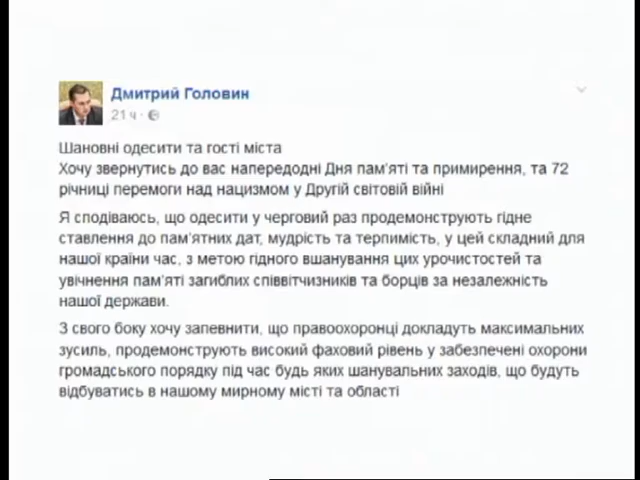 Дмитрий Головин
21 ч ·
Шановні одесити та гості міста
Хочу звернутись до вас напередодні Дня пам'яті та примирення, та 72
річниці перемоги над нацизмом у Другій світовій війні
Я сподіваюсь, що одесити у черговий раз продемонструють гідне
ставлення до пам'ятних дат, мудрість та терпимість, у цей складний для
нашої країни час, з метою гідного вшанування цих урочистостей та
увічнення пам'яті загиблих співвітчизників та борців за незалежність
нашої держави.
З свого боку хочу запевнити, що правоохоронці докладуть максимальних
зусиль, продемонструють високий фаховий рівень у забезпечені охорони
громадського порядку під час будь яких шанувальних заходів, що будуть
відбуватись в нашому мирному місті та області